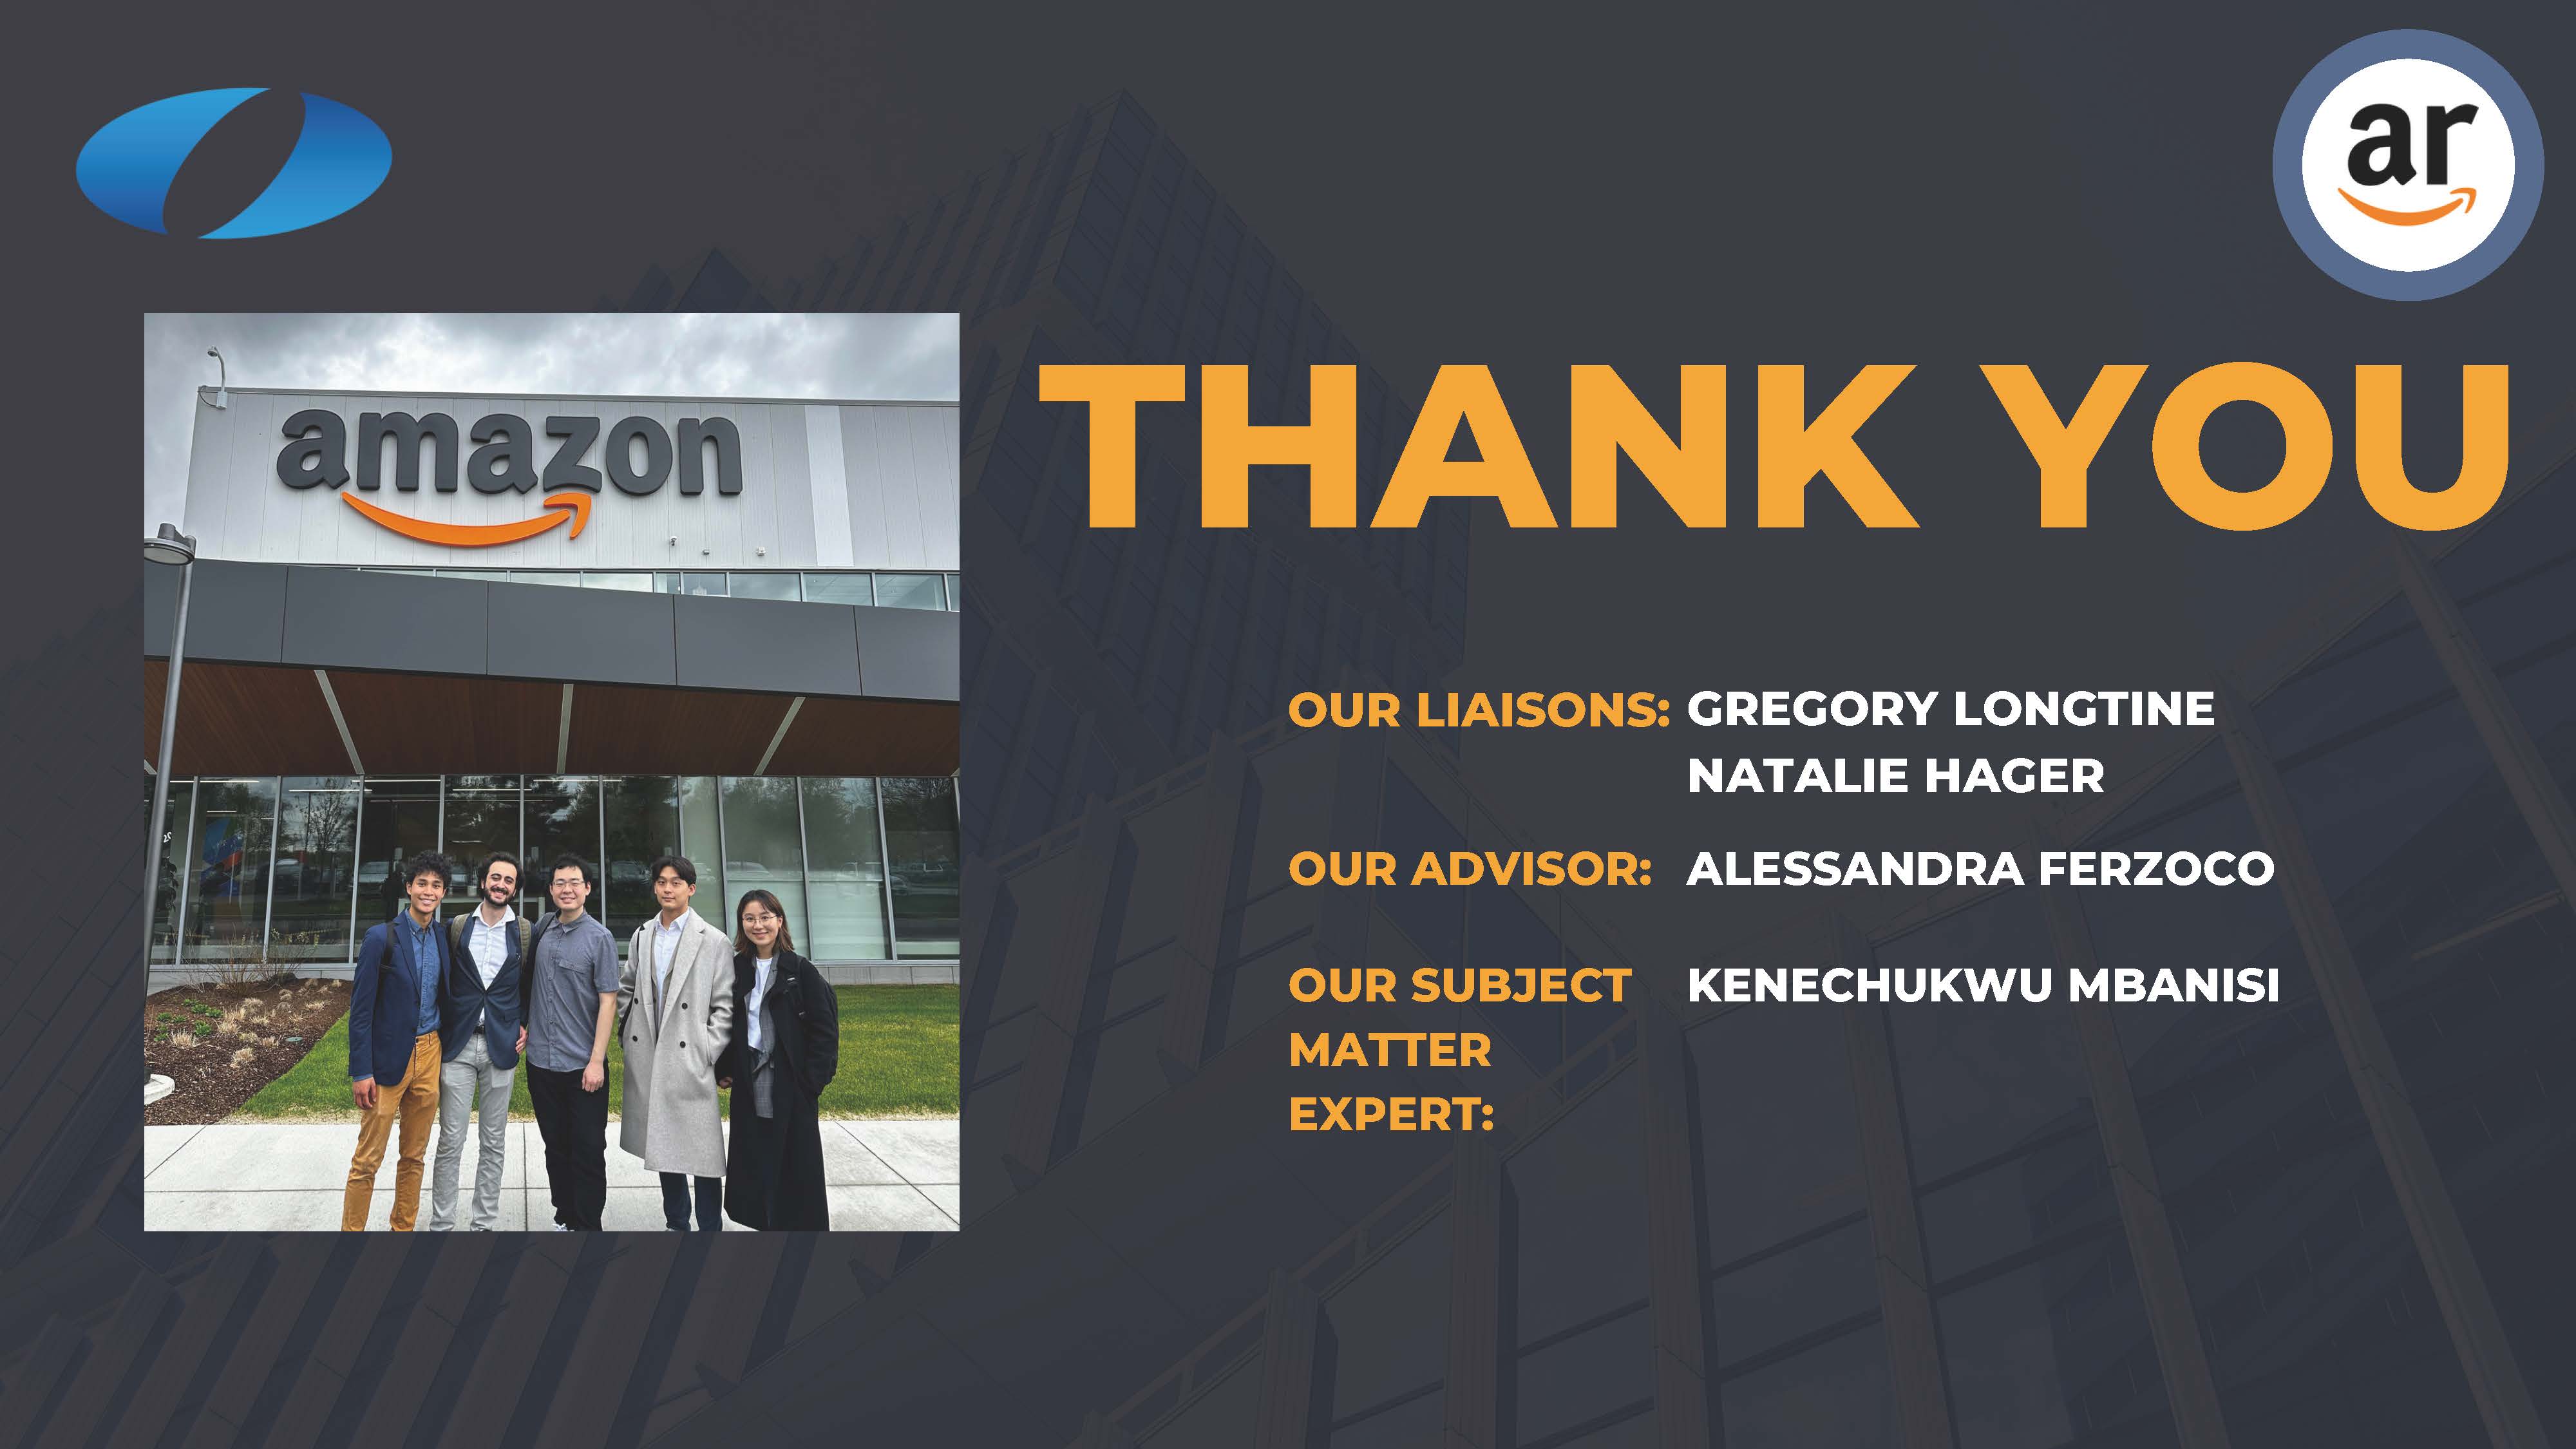 ar
amazon
THANK YOU
OUR LIAISONS: GREGORY LONGTINE
NATALIE HAGER
OUR ADVISOR: ALESSANDRA FERZOCO
OUR SUBJECT KENECHUKWU MBANISI
MATTER
EXPERT: